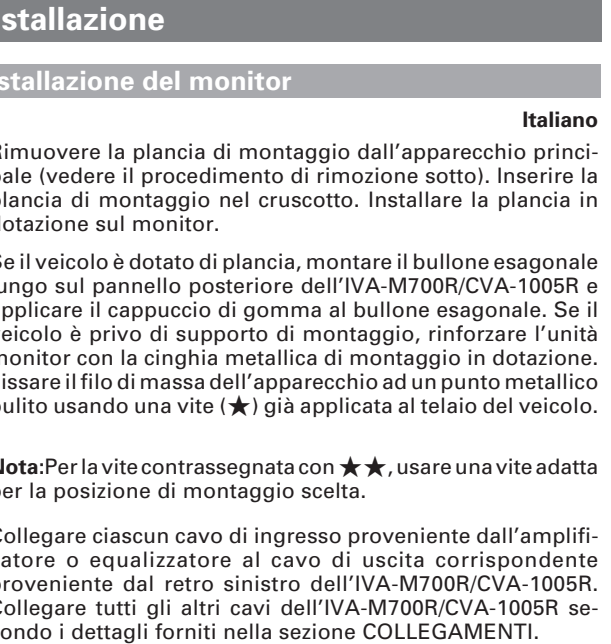 stallazione
nstallazione del monitor
Italiano
Rimuovere la plancia di montaggio dall'apparecchio princi-
pale (vedere il procedimento di rimozione sotto). Inserire la
plancia di montaggio nel cruscotto. Installare la plancia in
dotazione sul monitor.
Se il veicolo è dotato di plancia, montare il bullone esagonale
lungo sul pannello posteriore dell'IVA-M700R/CVA-1005R e
applicare il cappuccio di gomma al bullone esagonale. Se il
veicolo è privo di supporto di montaggio, rinforzare l'unità
monitor con la cinghia metallica di montaggio in dotazione.
Fissare il filo di massa dell'apparecchio ad un punto metallico
pulito usando una vite (★) già applicata al telaio del veicolo.
Nota:Per la vite contrassegnata con ★★, usare una vite adatta
per la posizione di montaggio scelta.
Collegare ciascun cavo di ingresso proveniente dall'amplifi-
catore o equalizzatore al cavo di uscita corrispondente
proveniente dal retro sinistro dell'IVA-M700R/CVA-1005R.
Collegare tutti gli altri cavi dell'IVA-M700R/CVA-1005R se-
condo i dettagli forniti nella sezione COLLEGAMENTI.